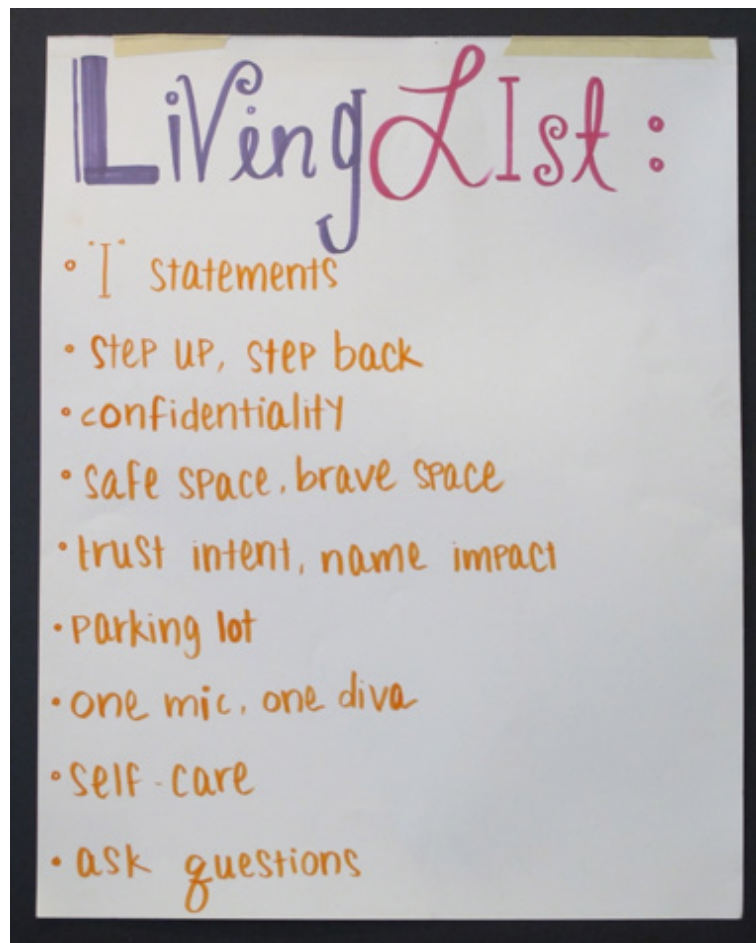 LiVing LIst:
• "I" statements
• step up, step back
• confidentiality
• safe space, brave space
• trust intent, name impact
• parking lot
• one mic, one diva
• self-care
• ask questions